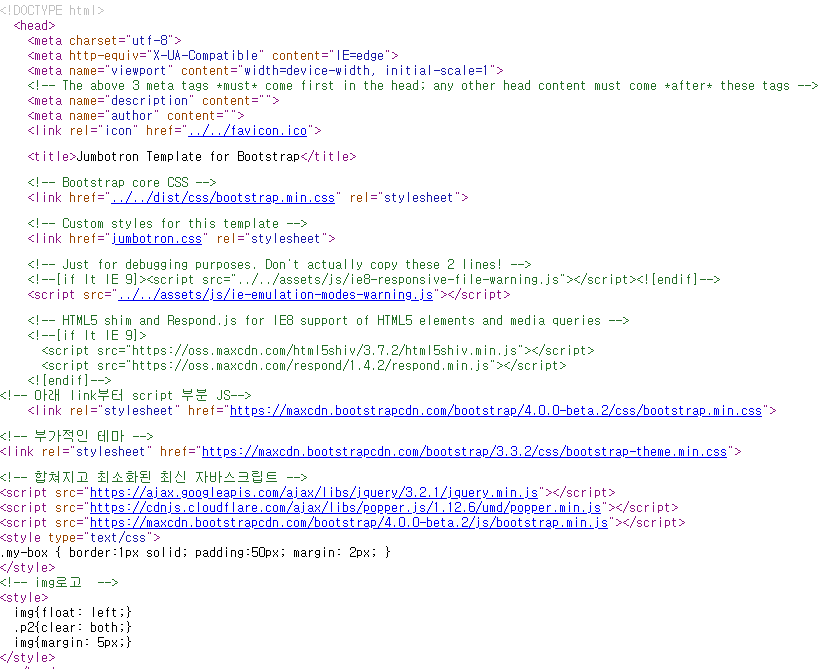 <!DOCTYPE html>
<head>
<meta charset="utf-8">
<meta http-equiv="X-UA-Compatible" content="IE=edge">
<meta name="viewport" content="width=device-width, initial-scale=1">
<!-- The above 3 meta tags *must* come first in the head; any other head content must come *after* these tags -->
<meta name="description" content="">
<meta name="author" content="">
<link rel="icon" href="../../favicon.ico">
<title>Jumbotron Template for Bootstrap</title>
<!-- Bootstrap core CSS -->
<link href="../../dist/css/bootstrap.min.css" rel="stylesheet">
<!-- Custom styles for this template -->
<link href="jumbotron.css" rel="stylesheet">
<!-- Just for debugging purposes. Don't actually copy these 2 lines! -->
<!--[if lt IE 9]><script src="../../assets/js/ie8-responsive-file-warning.js"></script><![endif]-->
<script src="../../assets/js/ie-emulation-modes-warning.js"></script>
<!-- HTML5 shim and Respond.js for IE8 support of HTML5 elements and media queries -->
<!--[if lt IE 9]>
<script src="https://oss.maxcdn.com/html5shiv/3.7.2/html5shiv.min.js"></script>
<script src="https://oss.maxcdn.com/respond/1.4.2/respond.min.js"></script>
<![endif]-->
<!-- 아래 link부터 script 부분 JS-->
<link rel="stylesheet" href="https://maxcdn.bootstrapcdn.com/bootstrap/4.0.0-beta.2/css/bootstrap.min.css">
<!-- 부가적인 테마 -->
<link rel="stylesheet" href="https://maxcdn.bootstrapcdn.com/bootstrap/3.3.2/css/bootstrap-theme.min.css">
<!-- 합쳐지고 최소화된 최신 자바스크립트 -->
<script src="https://ajax.googleapis.com/ajax/libs/jquery/3.2.1/jquery.min.js"></script>
<script src="https://cdnjs.cloudflare.com/ajax/libs/popper.js/1.12.6/umd/popper.min.js"></script>
<script src="https://maxcdn.bootstrapcdn.com/bootstrap/4.0.0-beta.2/js/bootstrap.min.js"></script>
<style type="text/css">
.my-box { border:1px solid; padding:50px; margin: 2px; }
</style>
<!-- img로고  -->
<style>
img{float: left;}
.p2{clear: both;}
img{margin: 5px;}
</style>